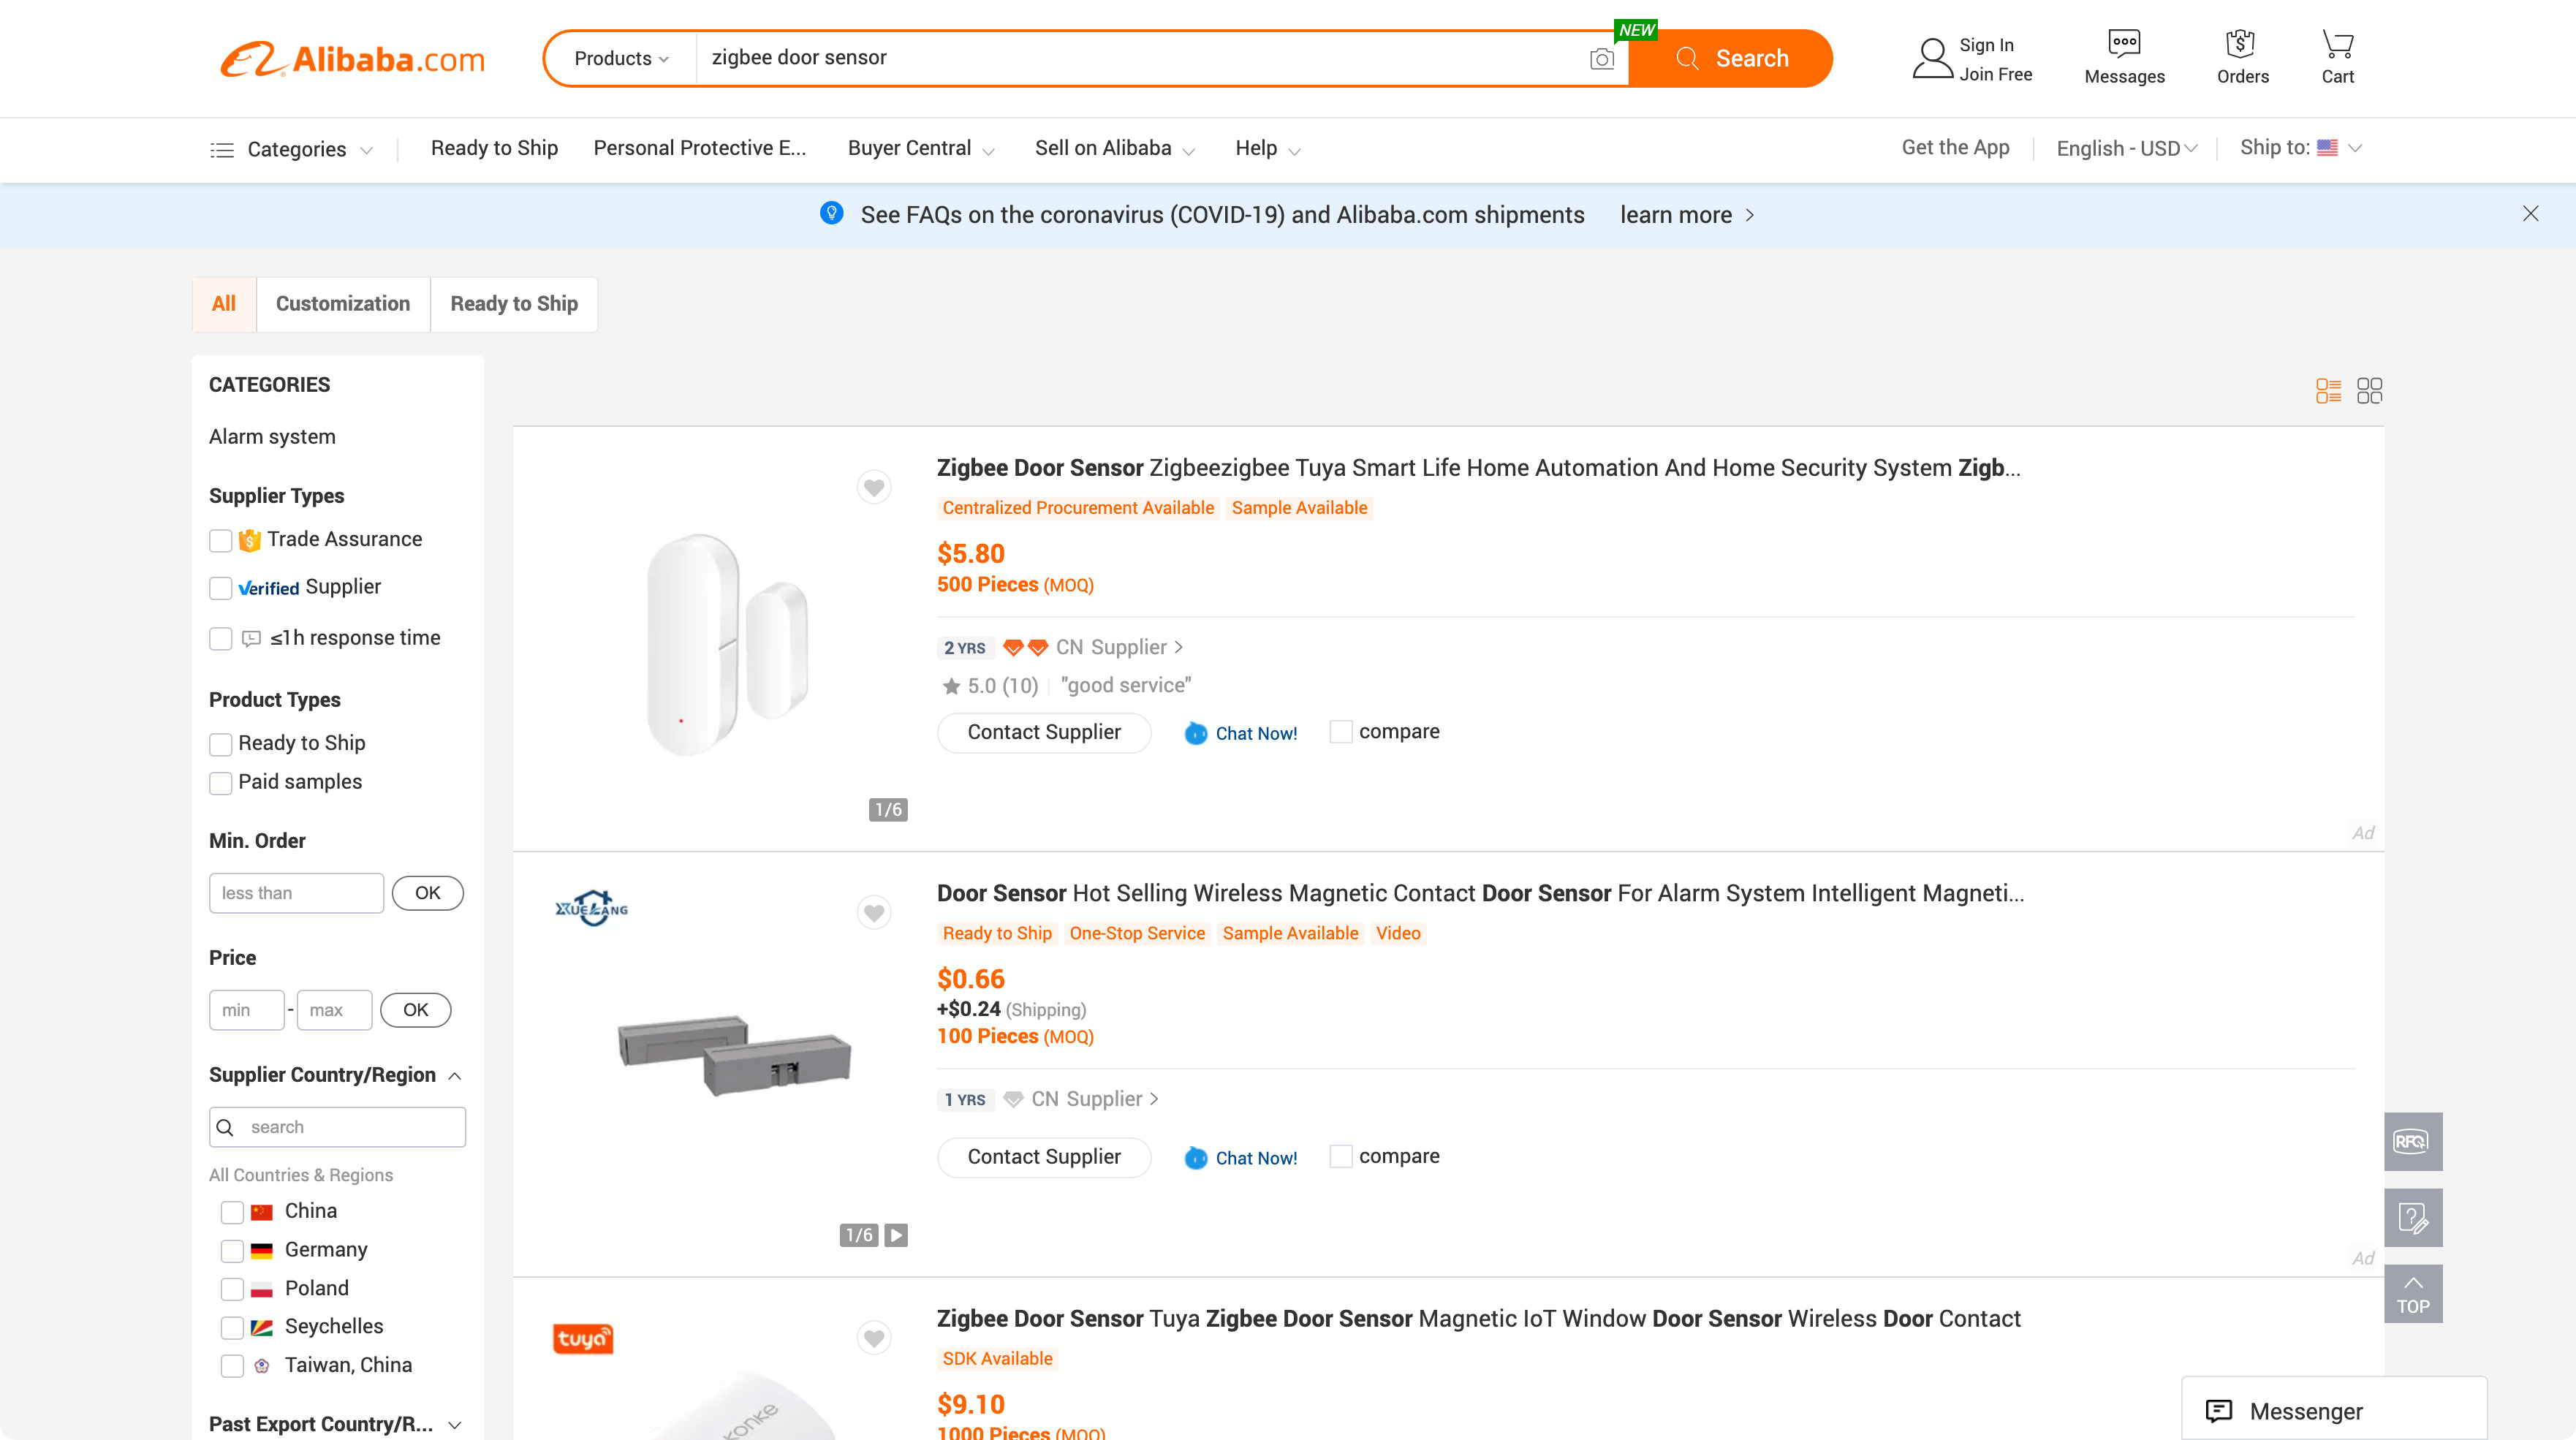 Alibaba.com
Products
zigbee door sensor
NEW
Search
Sign In
Join Free
Messages
Orders
Cart
Categories
Ready to Ship
Personal Protective E...
Buyer Central
Sell on Alibaba
Help
Get the App
English - USD
Ship to:
See FAQs on the coronavirus (COVID-19) and Alibaba.com shipments learn more >
All
Customization
Ready to Ship
CATEGORIES
Alarm system
Supplier Types
Trade Assurance
Verified Supplier
≤1h response time
Product Types
Ready to Ship
Paid samples
Min. Order
less than
OK
Price
min - max OK
Supplier Country/Region
search
All Countries & Regions
China
Germany
Poland
Seychelles
Taiwan, China
Past Export Country/R...
Zigbee Door Sensor Zigbeezigbee Tuya Smart Life Home Automation And Home Security System Zigb...
Centralized Procurement Available Sample Available
$5.80
500 Pieces (MOQ)
2 YRS CN Supplier >
5.0 (10) "good service"
Contact Supplier Chat Now! compare
1/6
Ad
XUELANG
Door Sensor Hot Selling Wireless Magnetic Contact Door Sensor For Alarm System Intelligent Magneti...
Ready to Ship One-Stop Service Sample Available Video
$0.66
+$0.24 (Shipping)
100 Pieces (MOQ)
1 YRS CN Supplier >
Contact Supplier Chat Now! compare
1/6
Ad
tuya
konke
Zigbee Door Sensor Tuya Zigbee Door Sensor Magnetic IoT Window Door Sensor Wireless Door Contact
SDK Available
$9.10
1000 Pieces (MOQ)
RFQ
TOP
Messenger